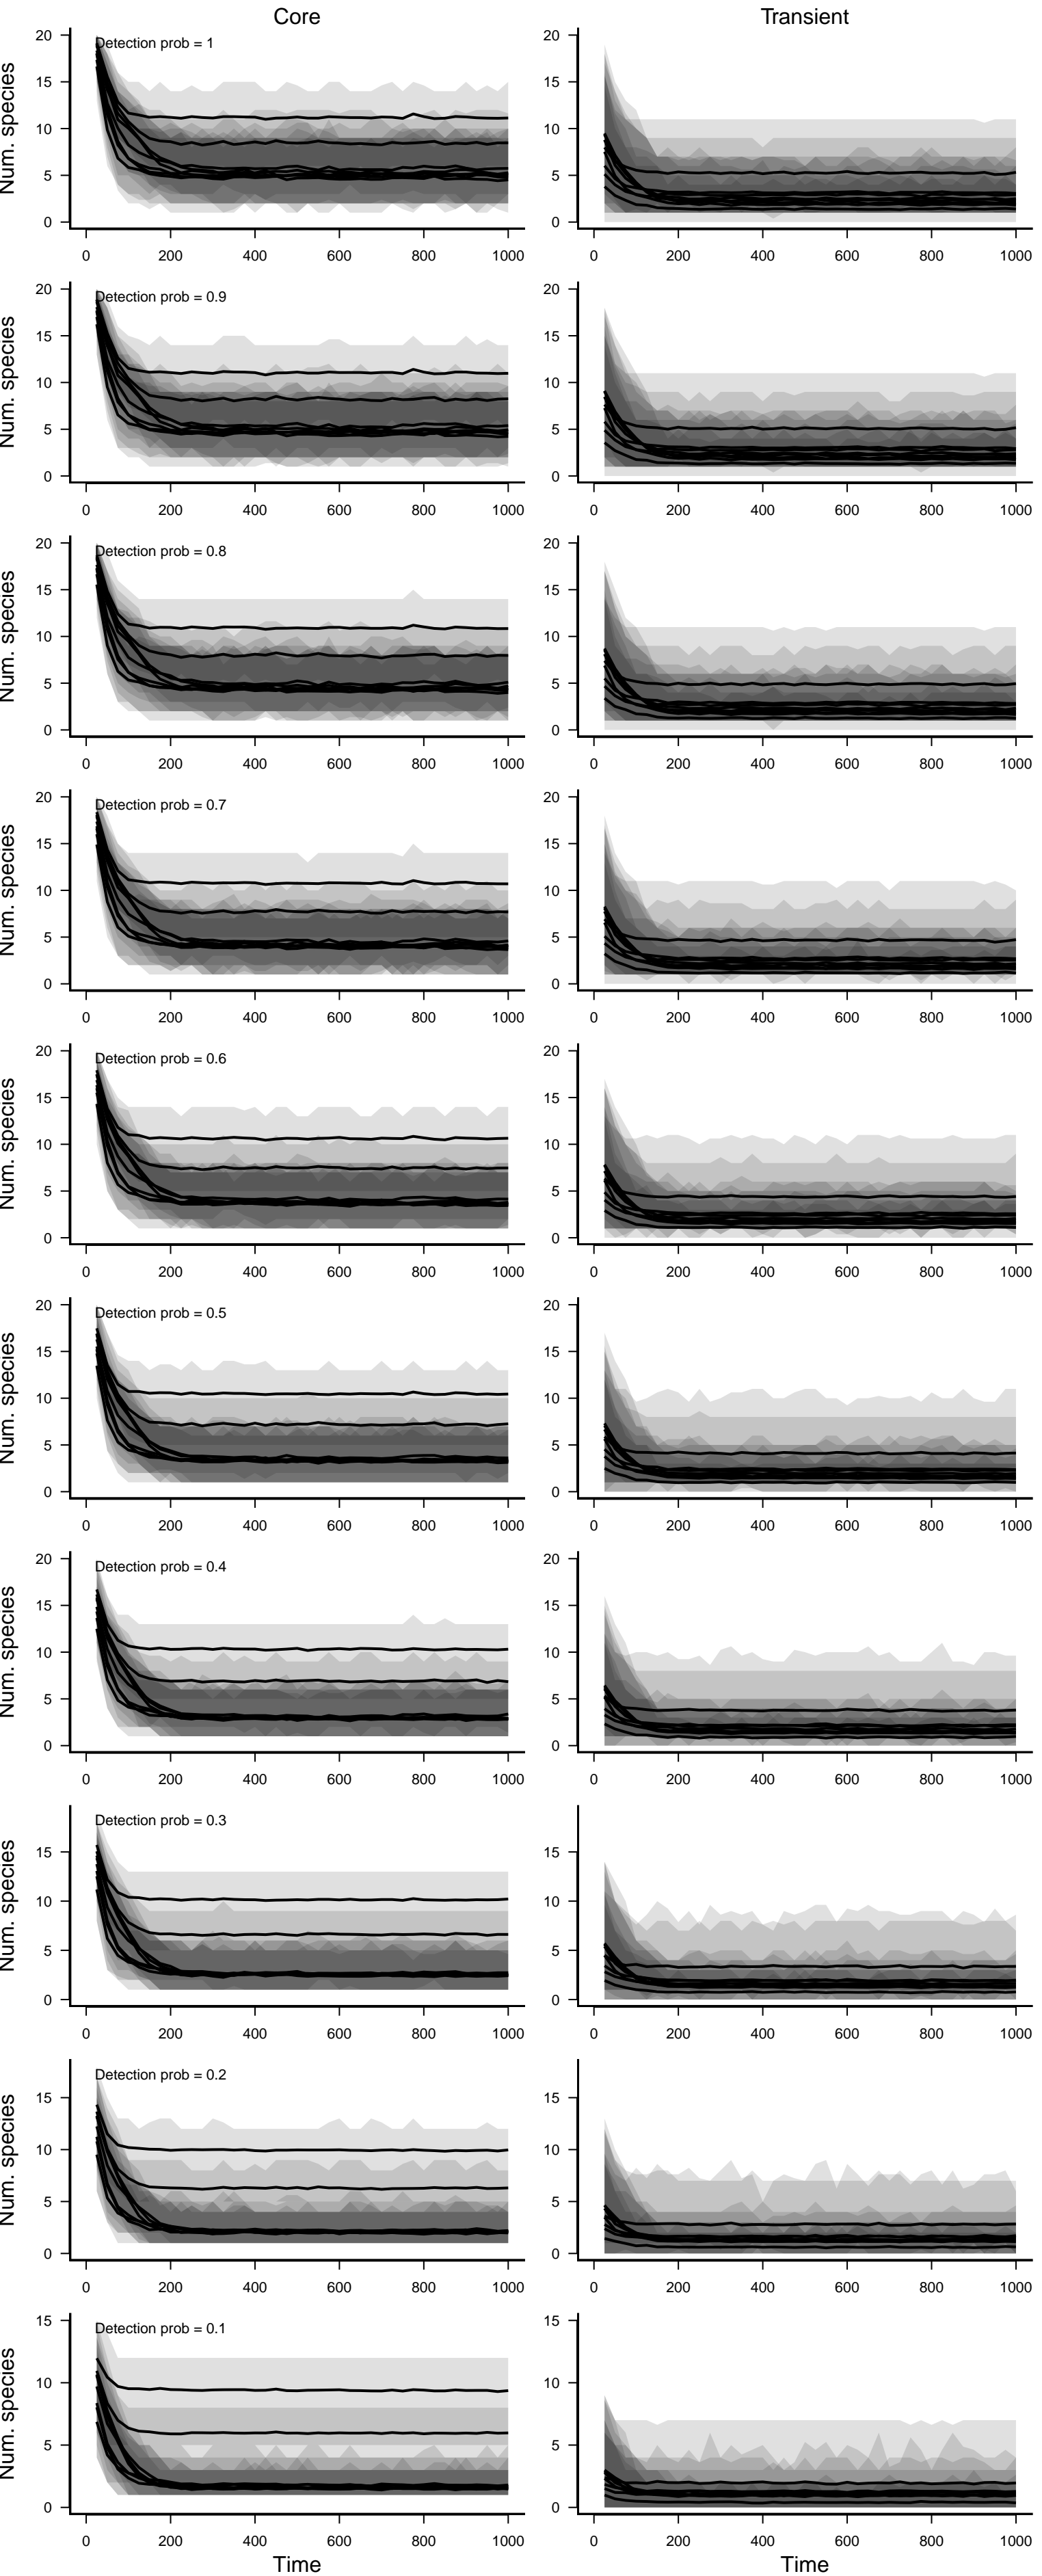 Core Transient
Detection prob = 1
Num. species
20 15 10 5 0
20 15 10 5 0
0 200 400 600 800 1000
0 200 400 600 800 1000
Detection prob = 0.9
Num. species
20 15 10 5 0
20 15 10 5 0
0 200 400 600 800 1000
0 200 400 600 800 1000
Detection prob = 0.8
Num. species
20 15 10 5 0
20 15 10 5 0
0 200 400 600 800 1000
0 200 400 600 800 1000
Detection prob = 0.7
Num. species
20 15 10 5 0
20 15 10 5 0
0 200 400 600 800 1000
0 200 400 600 800 1000
Detection prob = 0.6
Num. species
20 15 10 5 0
20 15 10 5 0
0 200 400 600 800 1000
0 200 400 600 800 1000
Detection prob = 0.5
Num. species
20 15 10 5 0
20 15 10 5 0
0 200 400 600 800 1000
0 200 400 600 800 1000
Detection prob = 0.4
Num. species
20 15 10 5 0
20 15 10 5 0
0 200 400 600 800 1000
0 200 400 600 800 1000
Detection prob = 0.3
Num. species
15 10 5 0
15 10 5 0
0 200 400 600 800 1000
0 200 400 600 800 1000
Detection prob = 0.2
Num. species
15 10 5 0
15 10 5 0
0 200 400 600 800 1000
0 200 400 600 800 1000
Detection prob = 0.1
Num. species
15 10 5 0
15 10 5 0
0 200 400 600 800 1000
0 200 400 600 800 1000
Time Time